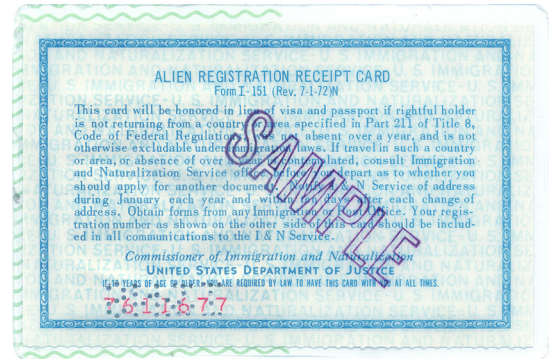 ALIEN REGISTRATION RECEIPT CARD
Form I-151 (Rev. 7-1-72)N
This card will be honored in lieu of visa and passport if rightful holder
is not returning from a country or area specified in Part 211 of Title 8,
Code of Federal Regulations, is not absent over a year, and is not
otherwise excludable under immigration laws. If travel in such a country
or area, or absence of over a year is contemplated, consult Immigration
and Naturalization Service office before you depart as to whether you
should apply for another document. Notify I & N Service of address
during January each year and within ten days after each change of
address. Obtain forms from any Immigration or Post Office. Your regis-
tration number as shown on the other side of this card should be includ-
ed in all communications to the I & N Service.
SAMPLE
Commissioner of Immigration and Naturalization
UNITED STATES DEPARTMENT OF JUSTICE
IF 18 YEARS OF AGE OR OLDER, YOU ARE REQUIRED BY LAW TO HAVE THIS CARD WITH YOU AT ALL TIMES.
7611677